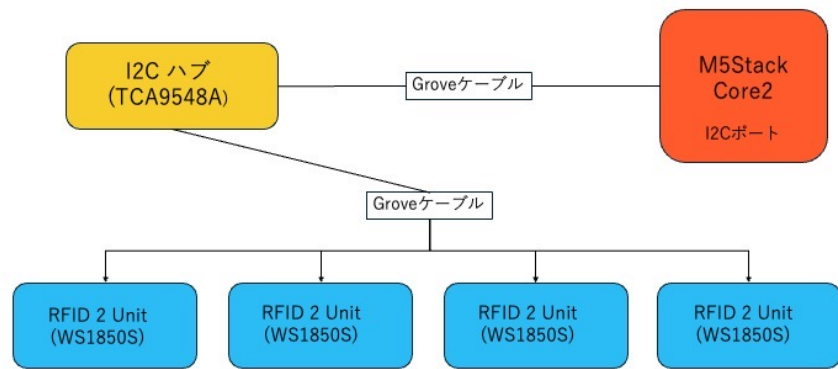 I2C ハブ
(TCA9548A)
Groveケーブル
M5Stack
Core2
I2Cポート
Groveケーブル
RFID 2 Unit
(WS1850S)
RFID 2 Unit
(WS1850S)
RFID 2 Unit
(WS1850S)
RFID 2 Unit
(WS1850S)